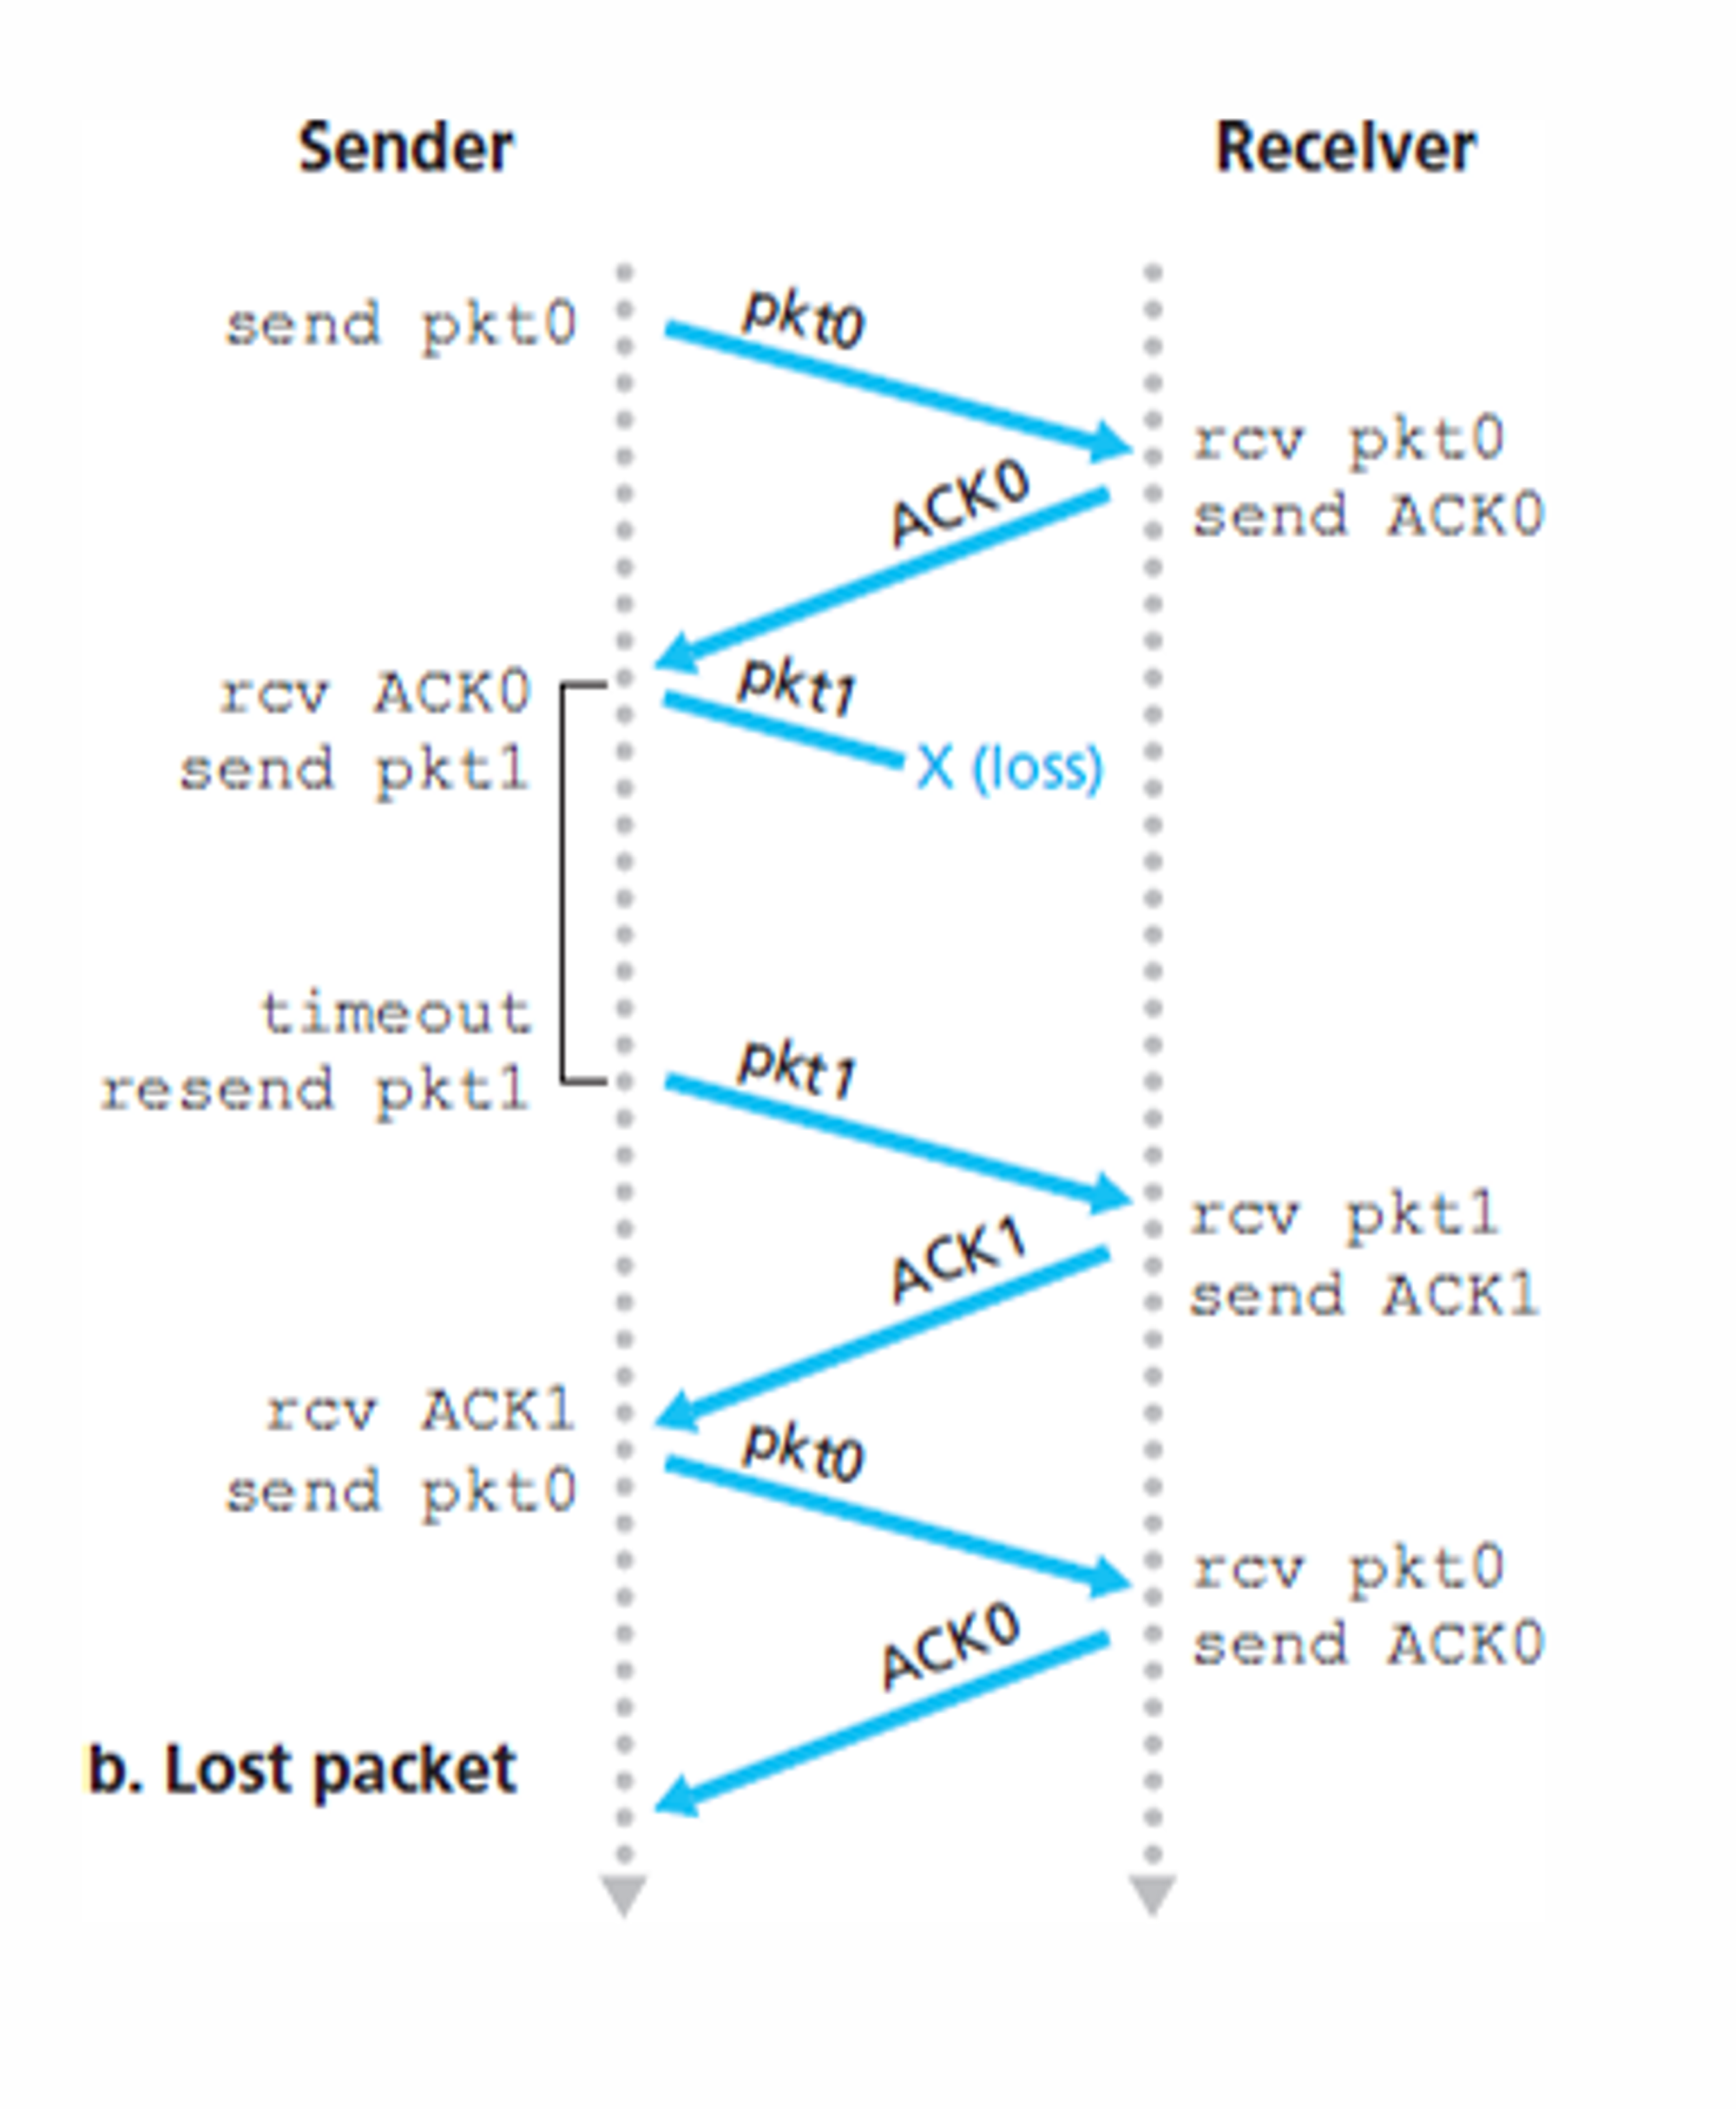 Sender
Receiver
send pkt0
pkt0
rcv pkt0
send ACK0
ACK0
rcv ACK0
send pkt1
pkt1
X (loss)
timeout
resend pkt1
pkt1
rcv pkt1
send ACK1
ACK1
rcv ACK1
send pkt0
pkt0
rcv pkt0
send ACK0
ACK0
b. Lost packet